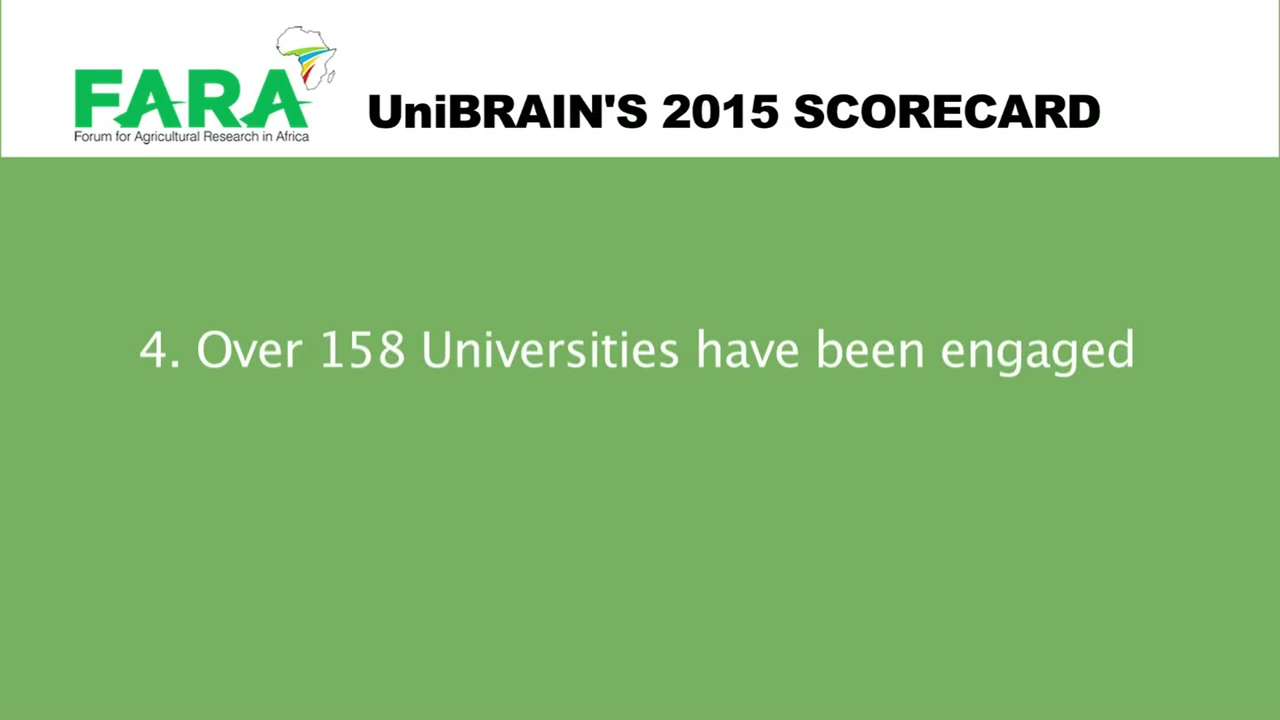 FARA
Forum for Agricultural Research in Africa
UniBRAIN'S 2015 SCORECARD
4. Over 158 Universities have been engaged